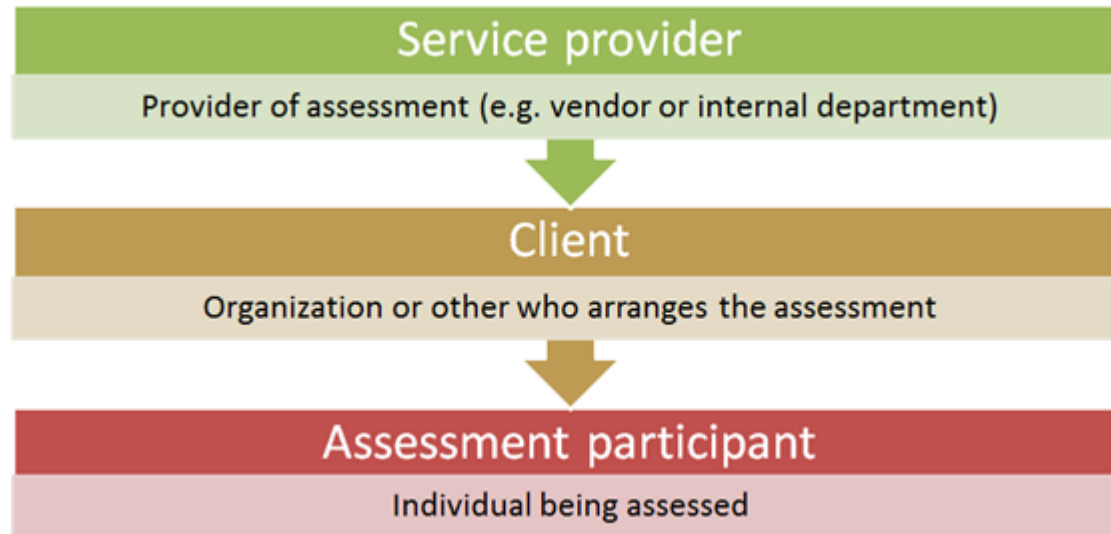 Service provider
Provider of assessment (e.g. vendor or internal department)
Client
Organization or other who arranges the assessment
Assessment participant
Individual being assessed